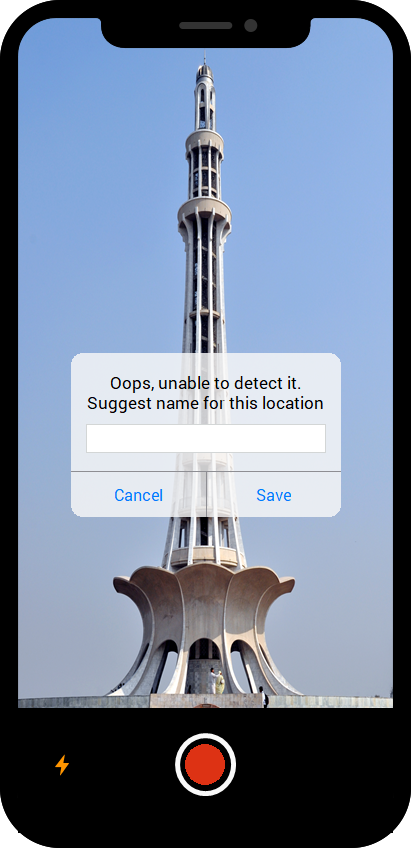 Oops, unable to detect it.
Suggest name for this location
Cancel
Save